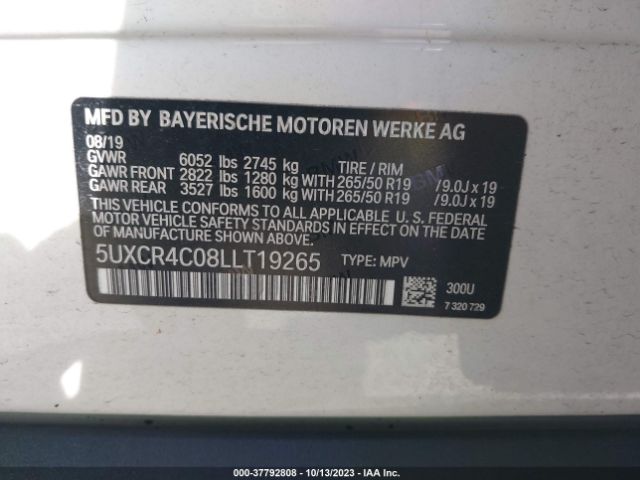 MFD BY BAYERISCHE MOTOREN WERKE AG
08/19
GVWR 6052 lbs 2745 kg TIRE / RIM
GAWR FRONT 2822 lbs 1280 kg WITH 265/50 R19 /9.0J x 19
GAWR REAR 3527 lbs 1600 kg WITH 265/50 R19 /9.0J x 19
THIS VEHICLE CONFORMS TO ALL APPLICABLE U.S. FEDERAL
MOTOR VEHICLE SAFETY STANDARDS IN EFFECT ON THE
DATE OF MANUFACTURE SHOWN ABOVE.
5UXCR4C08LLT19265 TYPE: MPV
300U
7 320 729
00-37792808 - 10/13/2023 - IAA Inc.